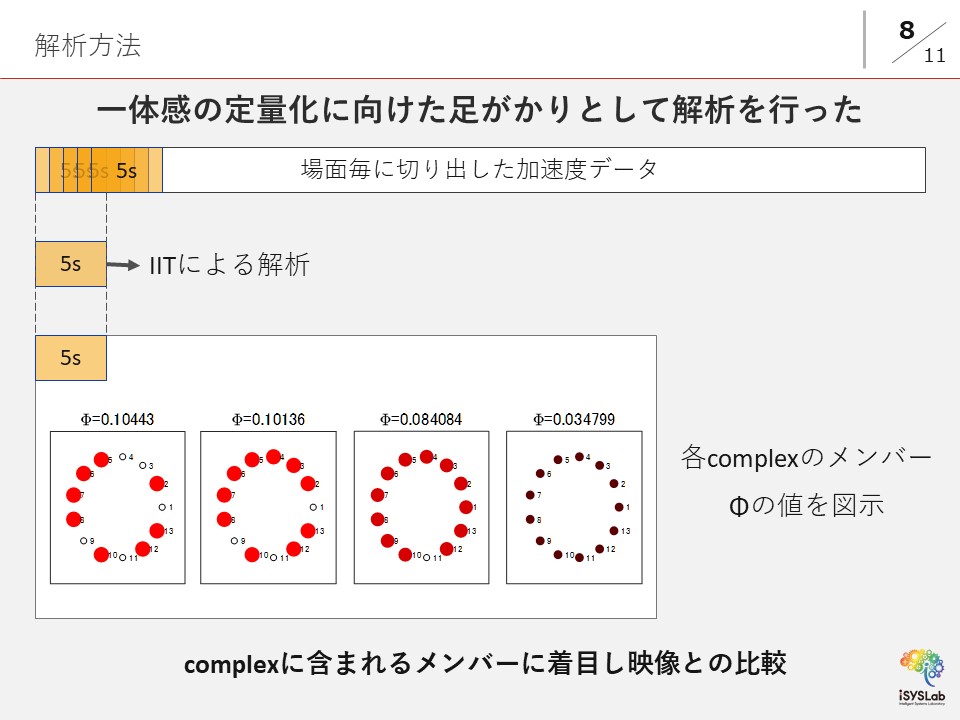 解析方法
8
11
一体感の定量化に向けた足がかりとして解析を行った
5s 場面毎に切り出した加速度データ
5s IITによる解析
5s
Φ=0.10443 Φ=0.10136 Φ=0.084084 Φ=0.034799
5 4 3 6 2 7 1 8 13 9 12 10 11
5 4 3 6 2 7 1 8 13 9 12 10 11
5 4 3 6 2 7 1 8 13 9 12 10 11
5 4 3 6 2 7 1 8 13 9 12 10 11
各complexのメンバー
Φの値を図示
complexに含まれるメンバーに着目し映像との比較
iSYSLab
Intelligent Systems Laboratory